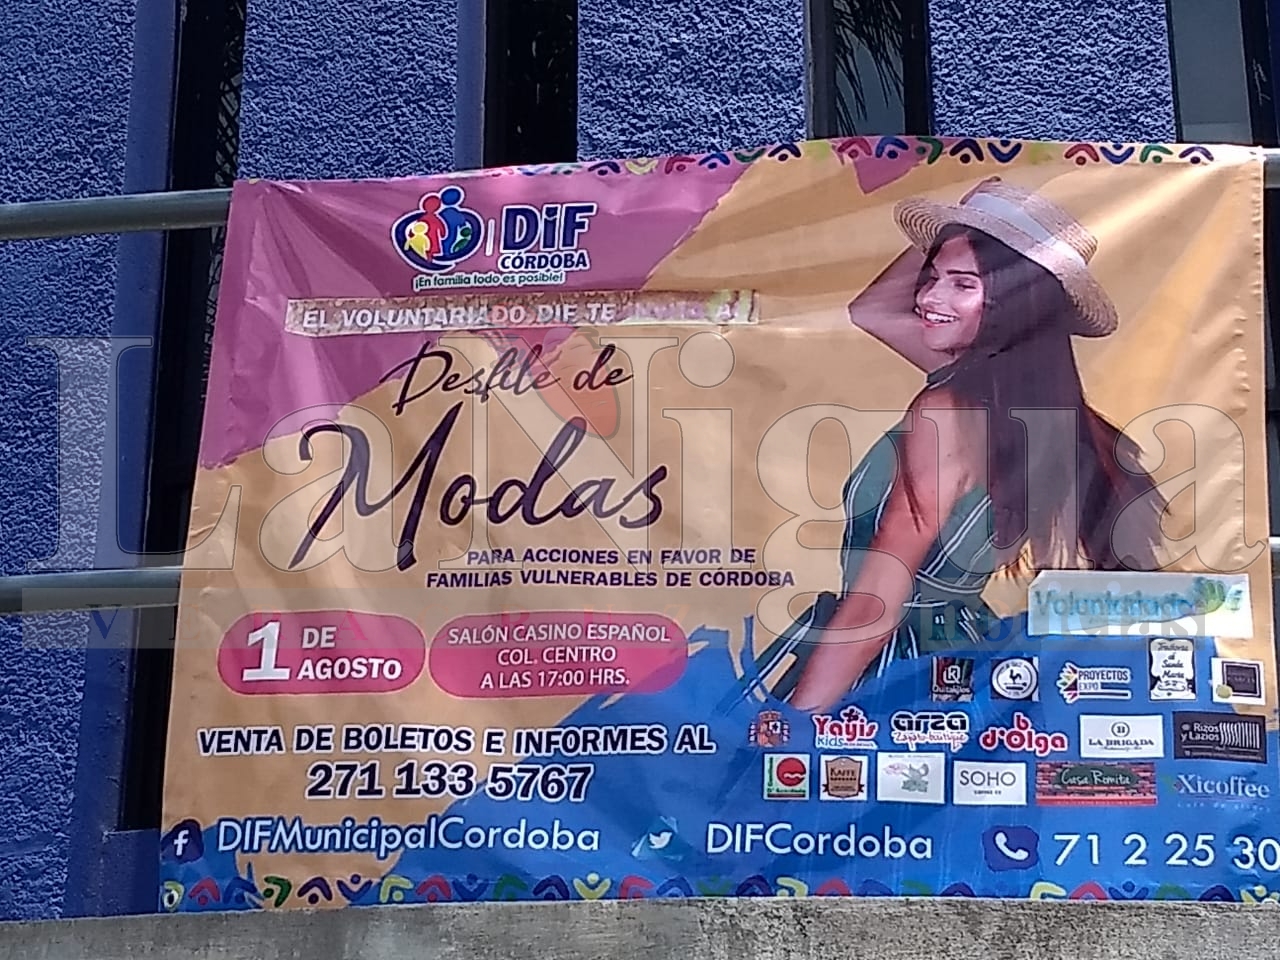 DiF
CÓRDOBA
¡En familia todo es posible!
EL VOLUNTARIADO DIF TE
Desfile de
Modas
PARA ACCIONES EN FAVOR DE
FAMILIAS VULNERABLES DE CÓRDOBA
1 DE
AGOSTO
SALÓN CASINO ESPAÑOL
COL. CENTRO
A LAS 17:00 HRS.
VENTA DE BOLETOS E INFORMES AL
271 133 5767
DIFMunicipalCordoba
DIFCordoba
71 2 25 30
Voluntariado
PROYECTOS
EXPO
Yayis
Kids
arza
d'Olga
LA BRIGADA
Rizos
y Lazios
KAFFE
SOHO
Casa Romita
Xicoffee
LaNigua